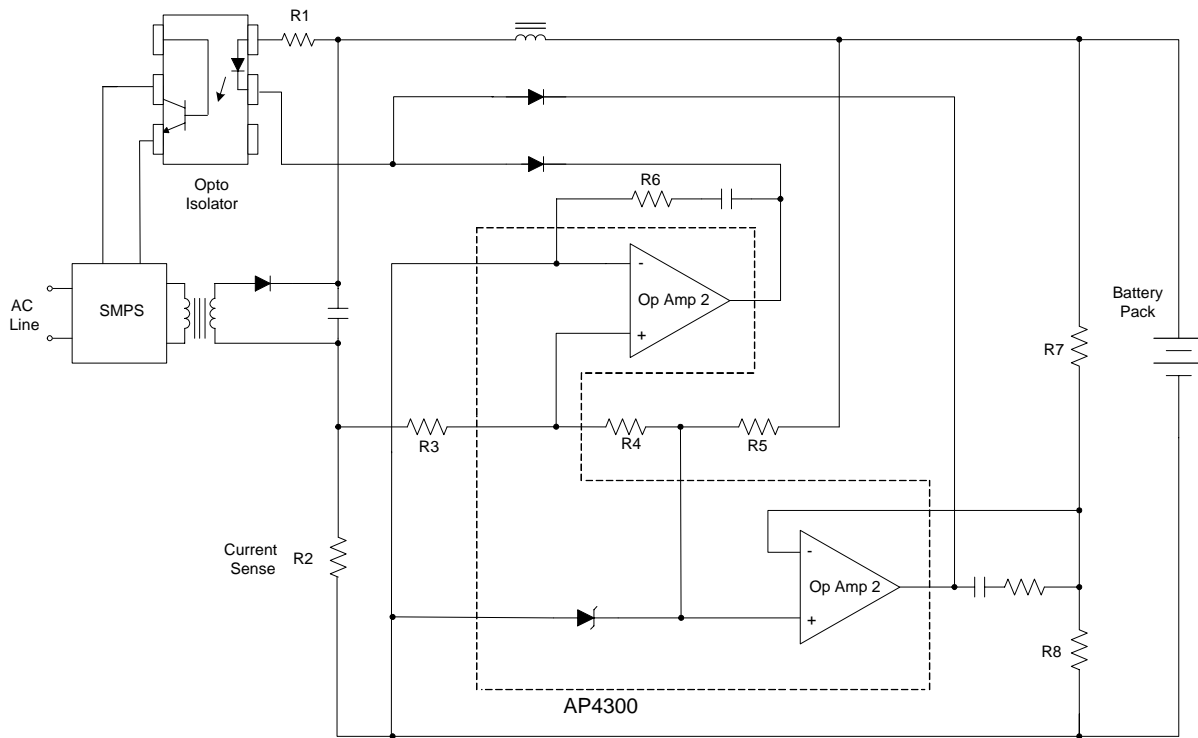 R1
Opto
Isolator
R6
-
Op Amp 2
+
AC
Line
SMPS
Battery
Pack
R7
R3
R4
R5
Current
Sense
R2
-
Op Amp 2
+
R8
AP4300